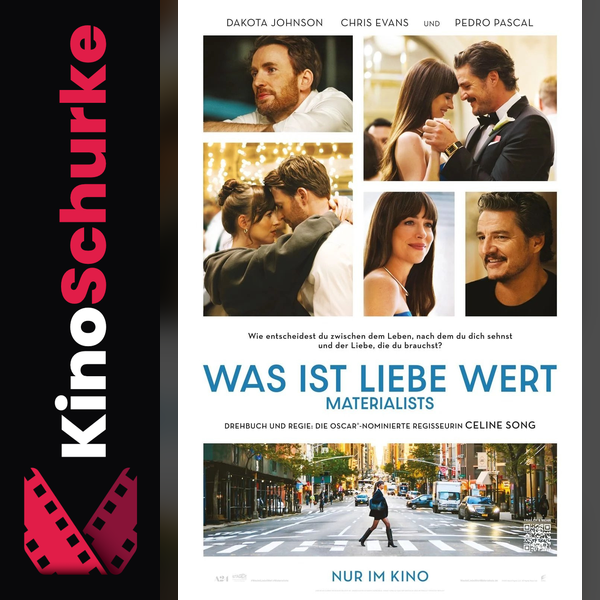 KinoSchurke
DAKOTA JOHNSON CHRIS EVANS UND PEDRO PASCAL
Wie entscheidest du zwischen dem Leben, nach dem du dich sehnst
und der Liebe, die du brauchst?
WAS IST LIEBE WERT
MATERIALISTS
DREHBUCH UND REGIE: DIE OSCAR®-NOMINIERTE REGISSEURIN CELINE SONG
A24
NUR IM KINO